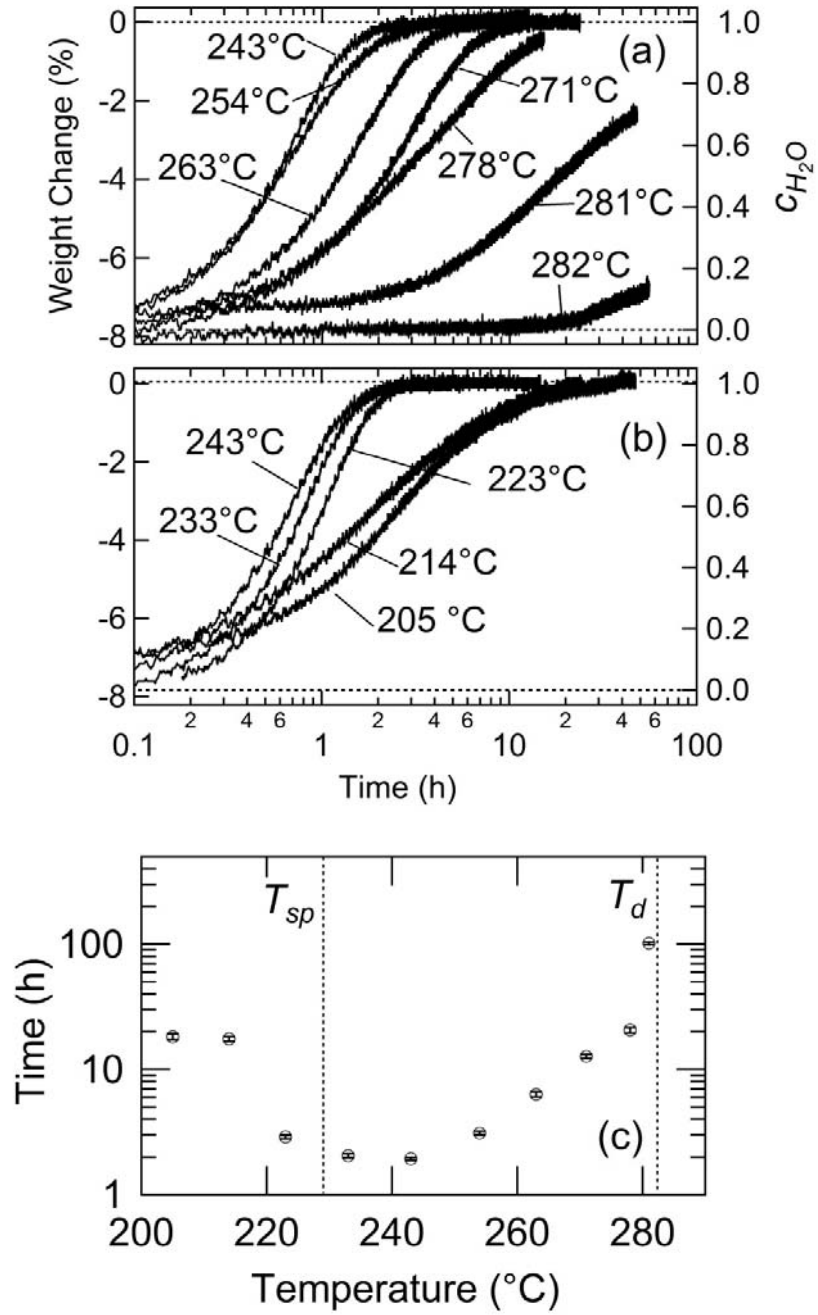 0
-2
-4
-6
-8
Weight Change (%)
243°C
254°C
263°C
(a)
271°C
278°C
281°C
282°C
1.0
0.8
0.6
0.4
0.2
0.0
cH2O
0
-2
-4
-6
-8
243°C
233°C
(b)
223°C
214°C
205 °C
1.0
0.8
0.6
0.4
0.2
0.0
2 4 6 2 4 6 2 4 6
0.1 1 10 100
Time (h)
Tsp
Td
100
10
1
Time (h)
(c)
200 220 240 260 280
Temperature (°C)